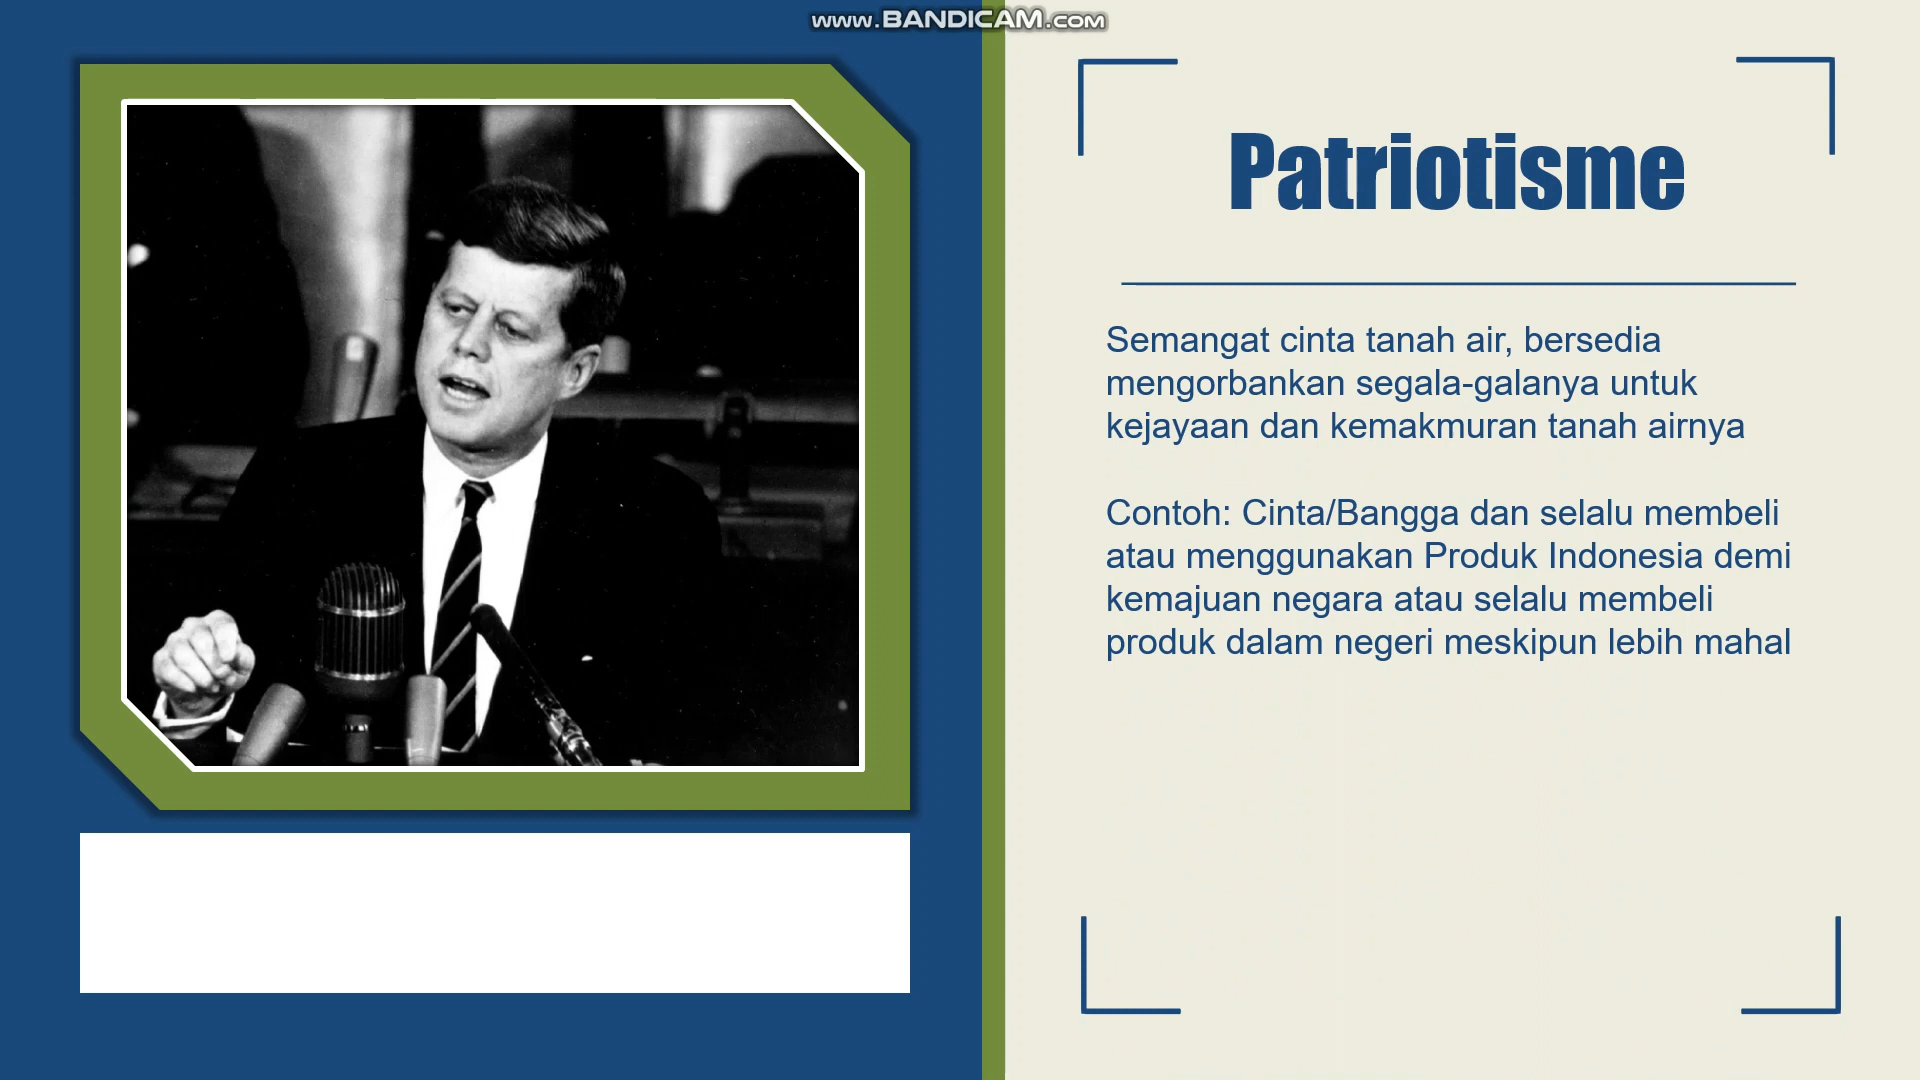 www.BANDICAM.com
Patriotisme
Semangat cinta tanah air, bersedia
mengorbankan segala-galanya untuk
kejayaan dan kemakmuran tanah airnya
Contoh: Cinta/Bangga dan selalu membeli
atau menggunakan Produk Indonesia demi
kemajuan negara atau selalu membeli
produk dalam negeri meskipun lebih mahal